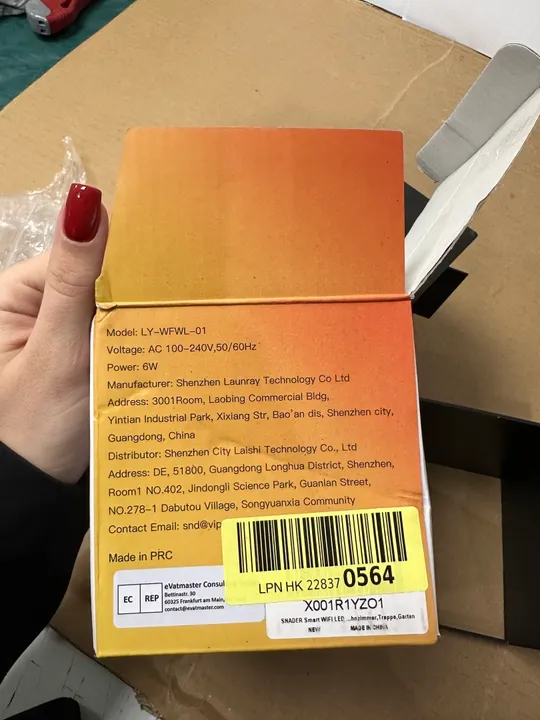 Model: LY-WFWL-01
Voltage: AC 100-240V,50/60Hz
Power: 6W
Manufacturer: Shenzhen Launray Technology Co Ltd
Address: 3001Room, Laobing Commercial Bldg,
Yintian Industrial Park, Xixiang Str, Bao'an dis, Shenzhen city,
Guangdong, China
Distributor: Shenzhen City Laishi Technology Co., Ltd
Address: DE, 51800, Guangdong Longhua District, Shenzhen,
Room1 NO.402, Jindongli Science Park, Guanlan Street,
NO.278-1 Dabutou Village, Songyuanxia Community
Contact Email: snd@vip
Made in PRC
EC REP
eVatmaster Consul
Bettinastr. 30
60325 Frankfurt am Main,
contact@evatmaster.com
LPN HK 22837 0564
X001R1YZO1
SNADER Smart WiFi LED ...hnzimmer,Treppe,Garten
NEW MADE IN CHINA